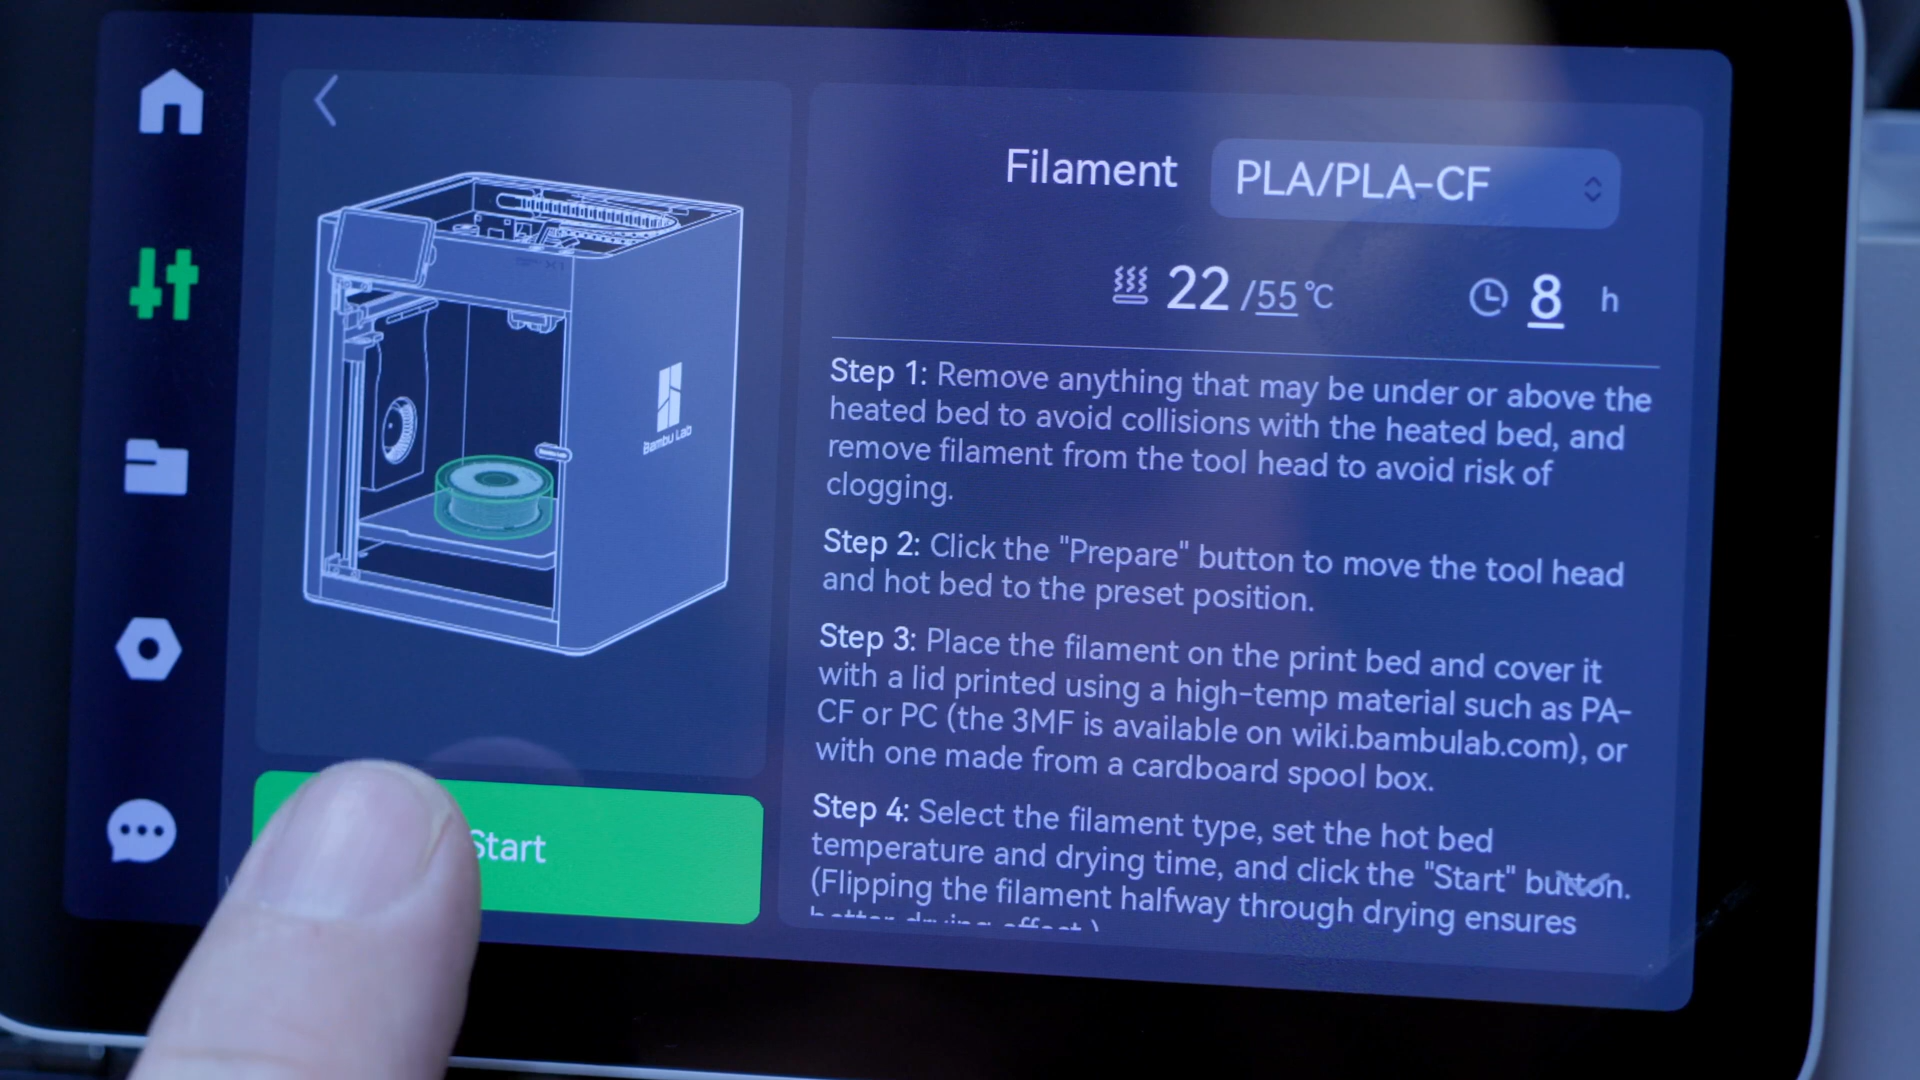 Filament
PLA/PLA-CF
22 /55 °C
8 h
Bambu Lab
Step 1: Remove anything that may be under or above the
heated bed to avoid collisions with the heated bed, and
remove filament from the tool head to avoid risk of
clogging.
Step 2: Click the "Prepare" button to move the tool head
and hot bed to the preset position.
Step 3: Place the filament on the print bed and cover it
with a lid printed using a high-temp material such as PA-
CF or PC (the 3MF is available on wiki.bambulab.com), or
with one made from a cardboard spool box.
Step 4: Select the filament type, set the hot bed
temperature and drying time, and click the "Start" button.
(Flipping the filament halfway through drying ensures
better drying effect.)
Start